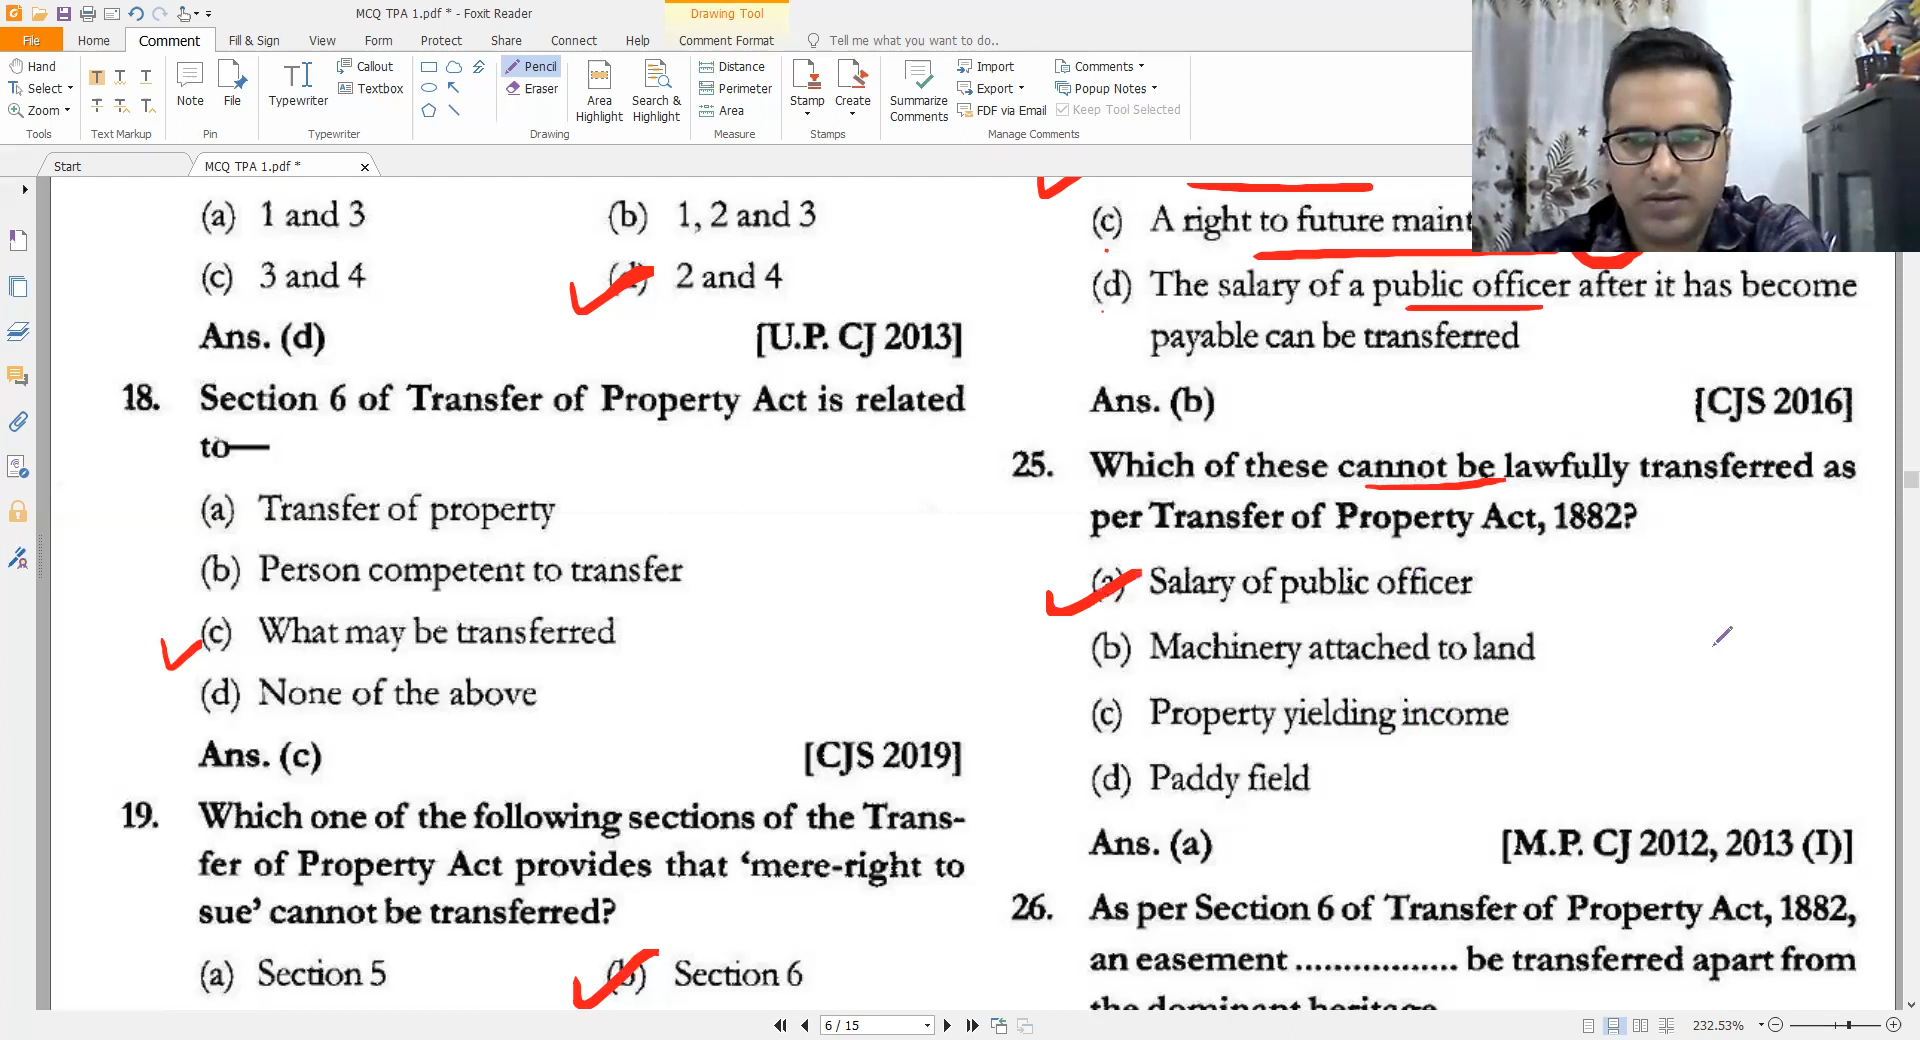 MCQ TPA 1.pdf * - Foxit Reader
Drawing Tool
File
Home
Comment
Fill & Sign
View
Form
Protect
Share
Connect
Help
Comment Format
Tell me what you want to do..
Hand
Select
Zoom
Tools
T T T
T T T
Text Markup
Note
File
Pin
Typewriter
Callout
Textbox
Typewriter
Pencil
Eraser
Area
Highlight
Search &
Highlight
Drawing
Distance
Perimeter
Area
Measure
Stamp
Create
Stamps
Summarize
Comments
Import
Export
FDF via Email
Comments
Popup Notes
Keep Tool Selected
Manage Comments
Start
MCQ TPA 1.pdf *
(a) 1 and 3
(b) 1, 2 and 3
(c) 3 and 4
(d) 2 and 4
Ans. (d) [U.P. CJ 2013]
18. Section 6 of Transfer of Property Act is related
to—
(a) Transfer of property
(b) Person competent to transfer
(c) What may be transferred
(d) None of the above
Ans. (c) [CJS 2019]
19. Which one of the following sections of the Trans-
fer of Property Act provides that ‘mere-right to
sue’ cannot be transferred?
(a) Section 5
(b) Section 6
(c) A right to future maint
(d) The salary of a public officer after it has become
payable can be transferred
Ans. (b) [CJS 2016]
25. Which of these cannot be lawfully transferred as
per Transfer of Property Act, 1882?
(a) Salary of public officer
(b) Machinery attached to land
(c) Property yielding income
(d) Paddy field
Ans. (a) [M.P. CJ 2012, 2013 (I)]
26. As per Section 6 of Transfer of Property Act, 1882,
an easement ................. be transferred apart from
the dominant heritage
6 / 15
232.53%